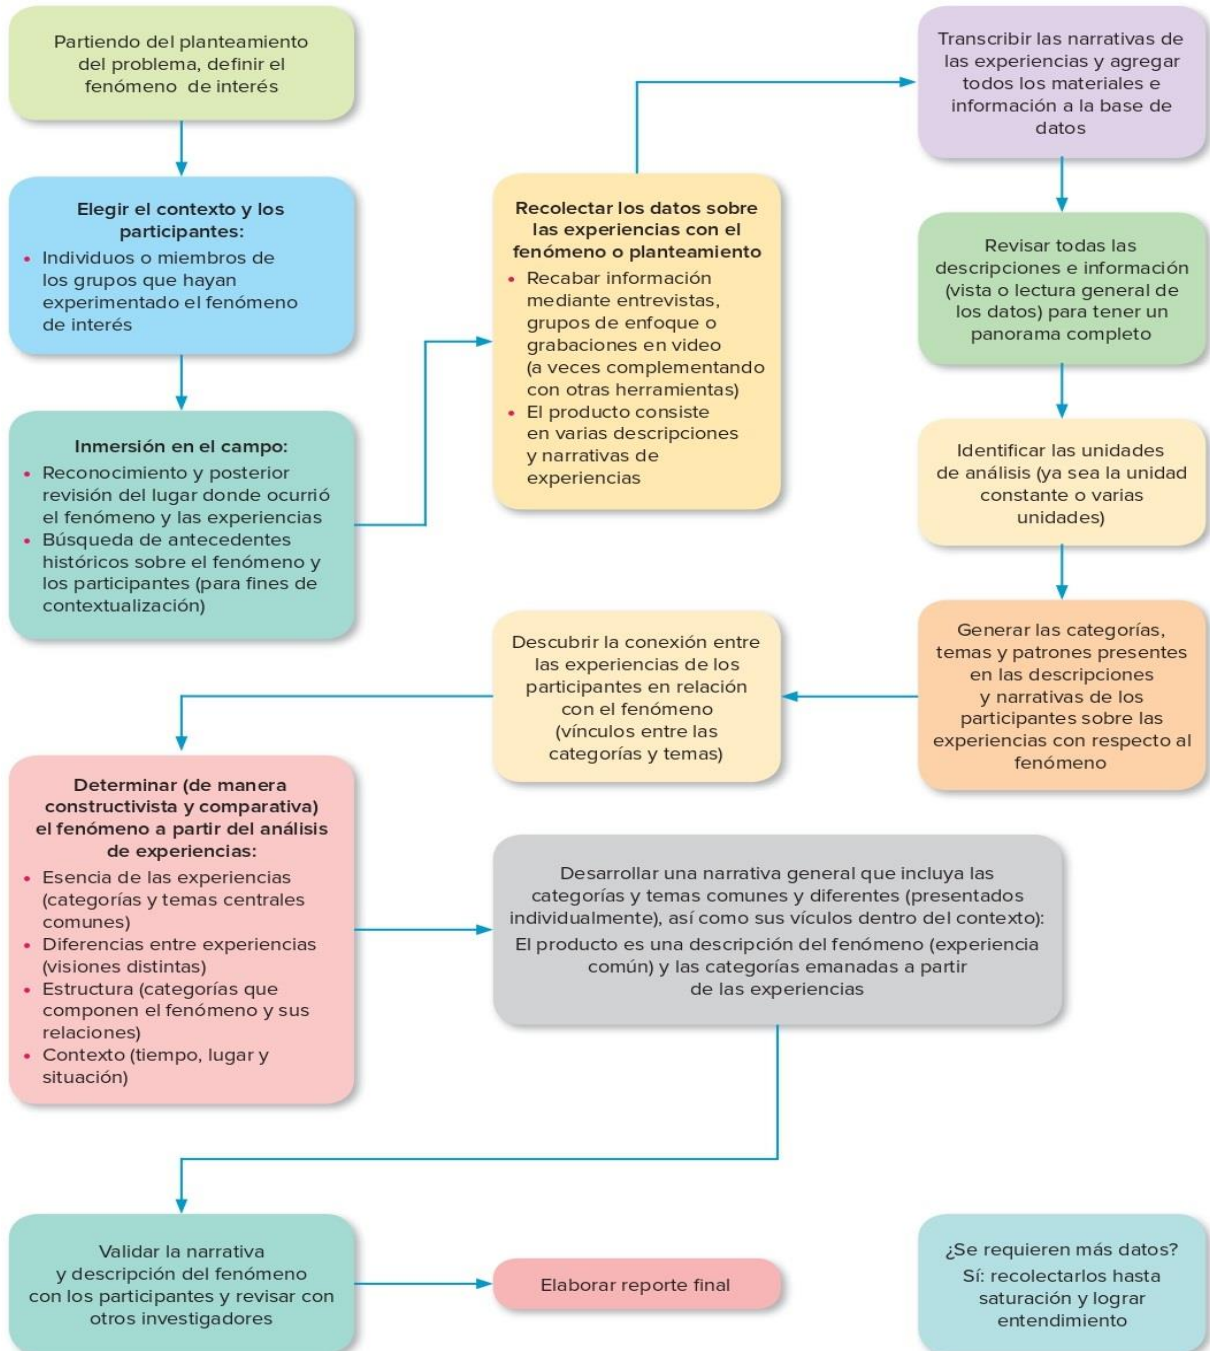 Partiendo del planteamiento
del problema, definir el
fenómeno de interés
Elegir el contexto y los
participantes:
• Individuos o miembros de
los grupos que hayan
experimentado el fenómeno
de interés
Inmersión en el campo:
• Reconocimiento y posterior
revisión del lugar donde ocurrió
el fenómeno y las experiencias
• Búsqueda de antecedentes
históricos sobre el fenómeno y
los participantes (para fines de
contextualización)
Recolectar los datos sobre
las experiencias con el
fenómeno o planteamiento
• Recabar información
mediante entrevistas,
grupos de enfoque o
grabaciones en video
(a veces complementando
con otras herramientas)
• El producto consiste
en varias descripciones
y narrativas de
experiencias
Transcribir las narrativas de
las experiencias y agregar
todos los materiales e
información a la base de
datos
Revisar todas las
descripciones e información
(vista o lectura general de
los datos) para tener un
panorama completo
Identificar las unidades
de análisis (ya sea la unidad
constante o varias
unidades)
Generar las categorías,
temas y patrones presentes
en las descripciones
y narrativas de los
participantes sobre las
experiencias con respecto al
fenómeno
Descubrir la conexión entre
las experiencias de los
participantes en relación
con el fenómeno
(vínculos entre las
categorías y temas)
Determinar (de manera
constructivista y comparativa)
el fenómeno a partir del análisis
de experiencias:
• Esencia de las experiencias
(categorías y temas centrales
comunes)
• Diferencias entre experiencias
(visiones distintas)
• Estructura (categorías que
componen el fenómeno y sus
relaciones)
• Contexto (tiempo, lugar y
situación)
Desarrollar una narrativa general que incluya las
categorías y temas comunes y diferentes (presentados
individualmente), así como sus vículos dentro del contexto):
El producto es una descripción del fenómeno (experiencia
común) y las categorías emanadas a partir
de las experiencias
Validar la narrativa
y descripción del fenómeno
con los participantes y revisar con
otros investigadores
Elaborar reporte final
¿Se requieren más datos?
Sí: recolectarlos hasta
saturación y lograr
entendimiento